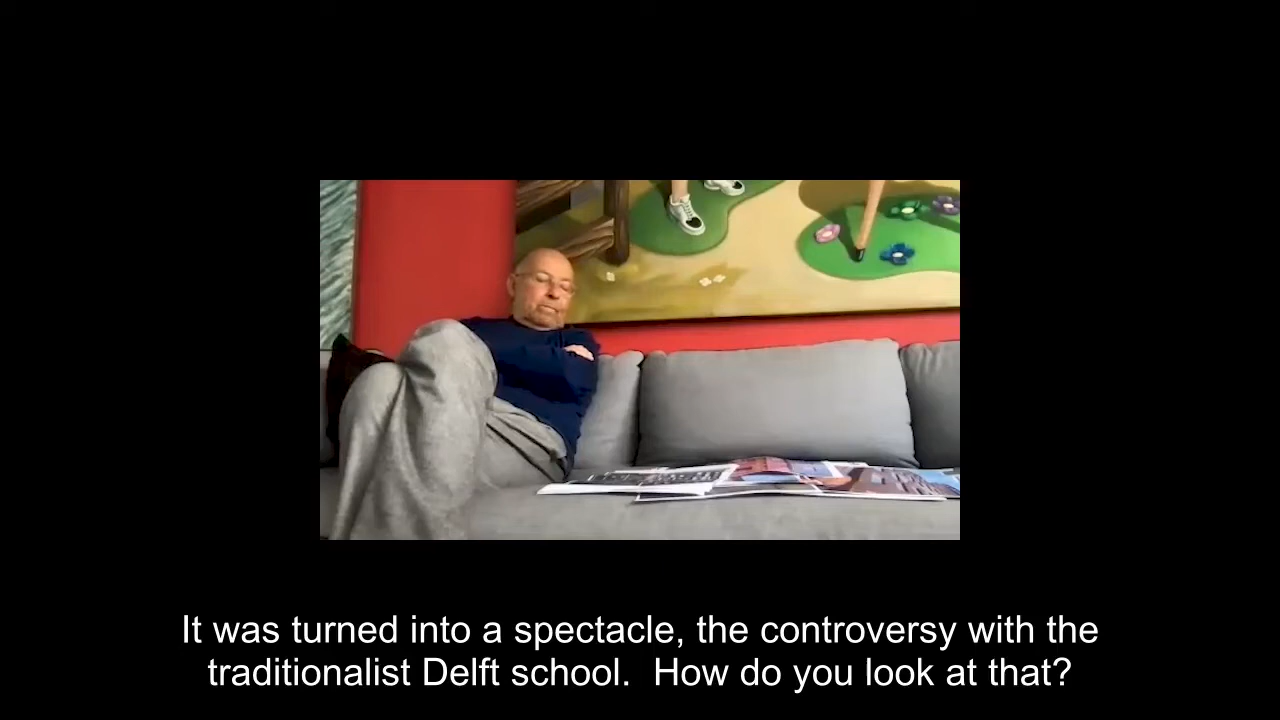 It was turned into a spectacle, the controversy with the
traditionalist Delft school.  How do you look at that?